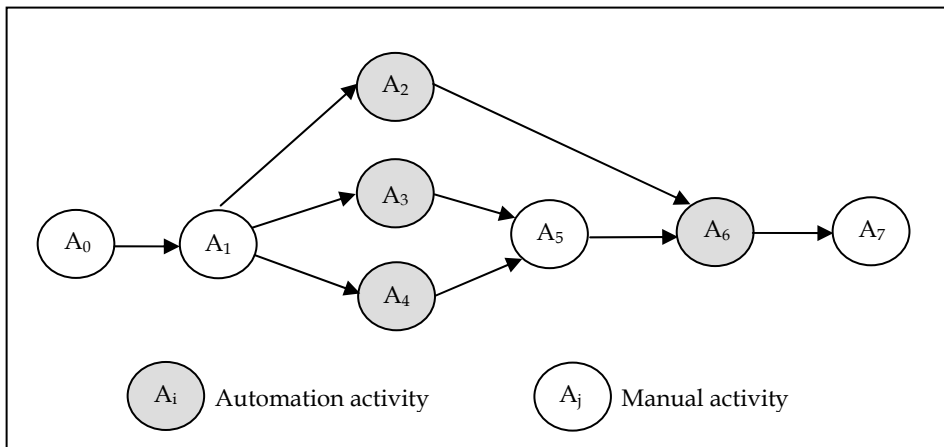 A₂
A₃
A₀ A₁ A₅ A₆ A₇
A₄
Aᵢ Automation activity Aⱼ Manual activity